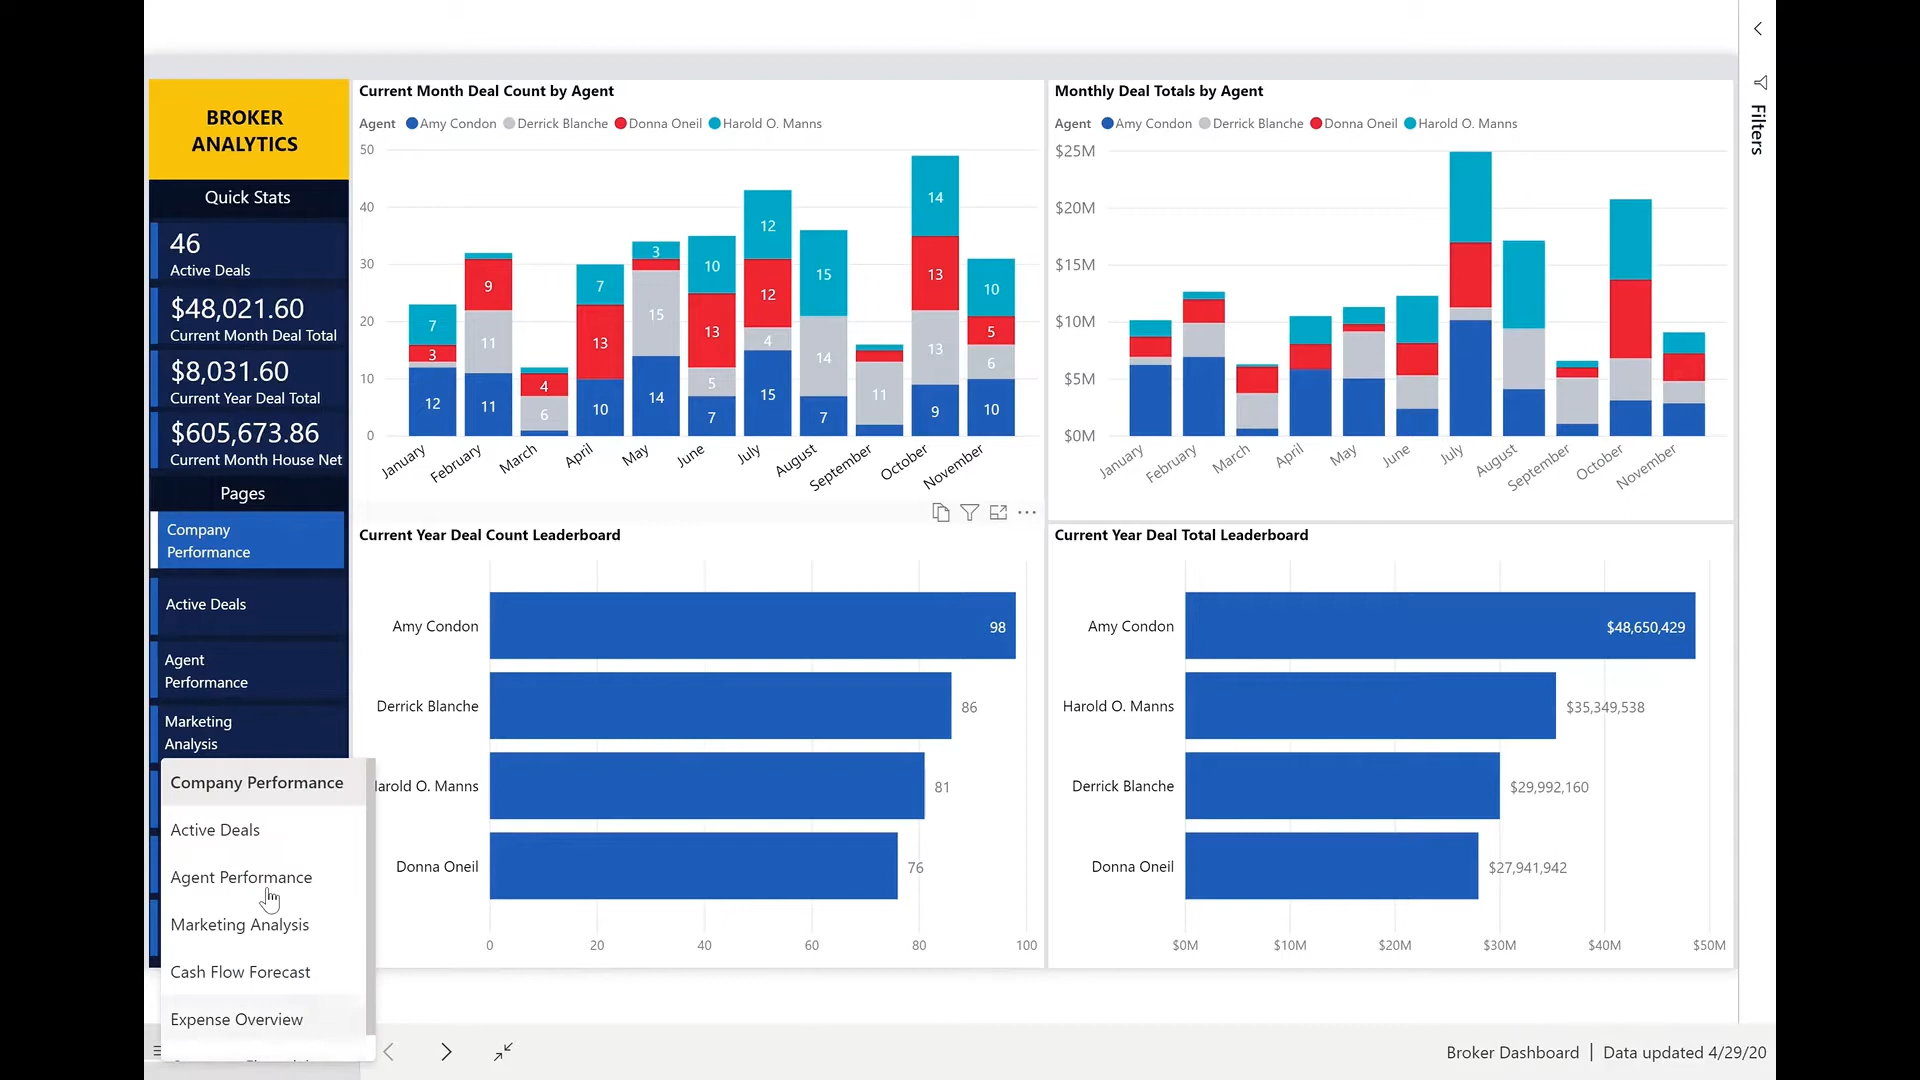 BROKER
ANALYTICS
Quick Stats
46
Active Deals
$48,021.60
Current Month Deal Total
$8,031.60
Current Year Deal Total
$605,673.86
Current Month House Net
Pages
Company
Performance
Active Deals
Agent
Performance
Marketing
Analysis
Company Performance
Active Deals
Agent Performance
Marketing Analysis
Cash Flow Forecast
Expense Overview
Current Month Deal Count by Agent
Agent Amy Condon Derrick Blanche Donna Oneil Harold O. Manns
50
40
30
20
10
0
7
3
12
9
11
11
4
6
7
13
10
3
15
14
10
13
5
7
12
12
4
15
15
14
7
11
14
13
13
9
10
5
6
10
January February March April May June July August September October November
Monthly Deal Totals by Agent
Agent Amy Condon Derrick Blanche Donna Oneil Harold O. Manns
$25M
$20M
$15M
$10M
$5M
$0M
January February March April May June July August September October November
Current Year Deal Count Leaderboard
Amy Condon 98
Derrick Blanche 86
arold O. Manns 81
Donna Oneil 76
0 20 40 60 80 100
Current Year Deal Total Leaderboard
Amy Condon $48,650,429
Harold O. Manns $35,349,538
Derrick Blanche $29,992,160
Donna Oneil $27,941,942
$0M $10M $20M $30M $40M $50M
Filters
Broker Dashboard | Data updated 4/29/20